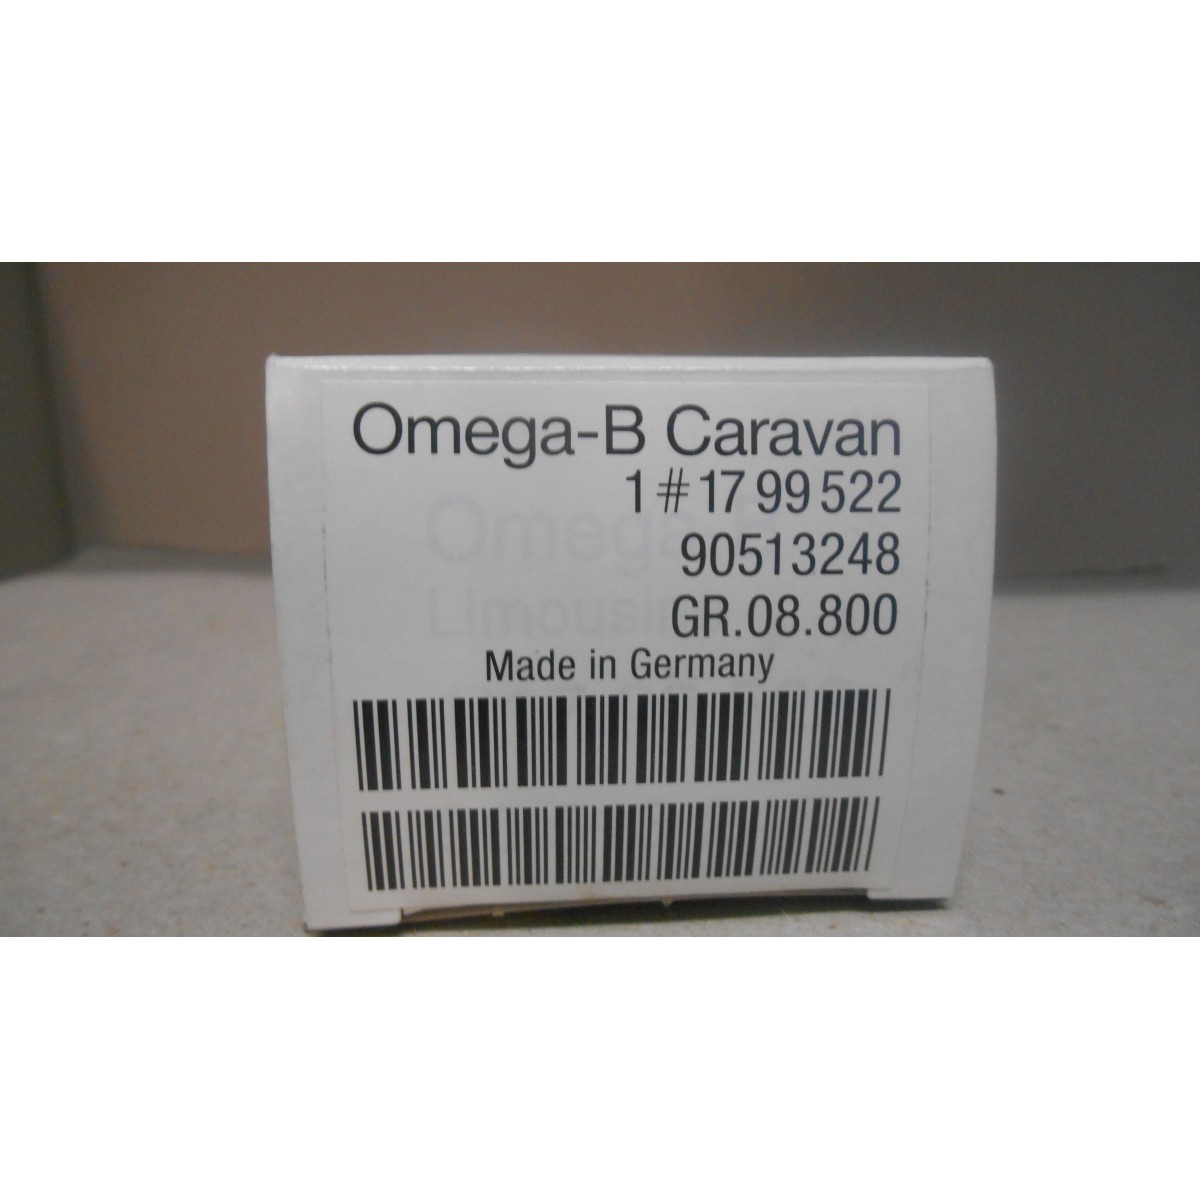 Omega-B Caravan
1 # 17 99 522
90513248
GR.08.800
Made in Germany